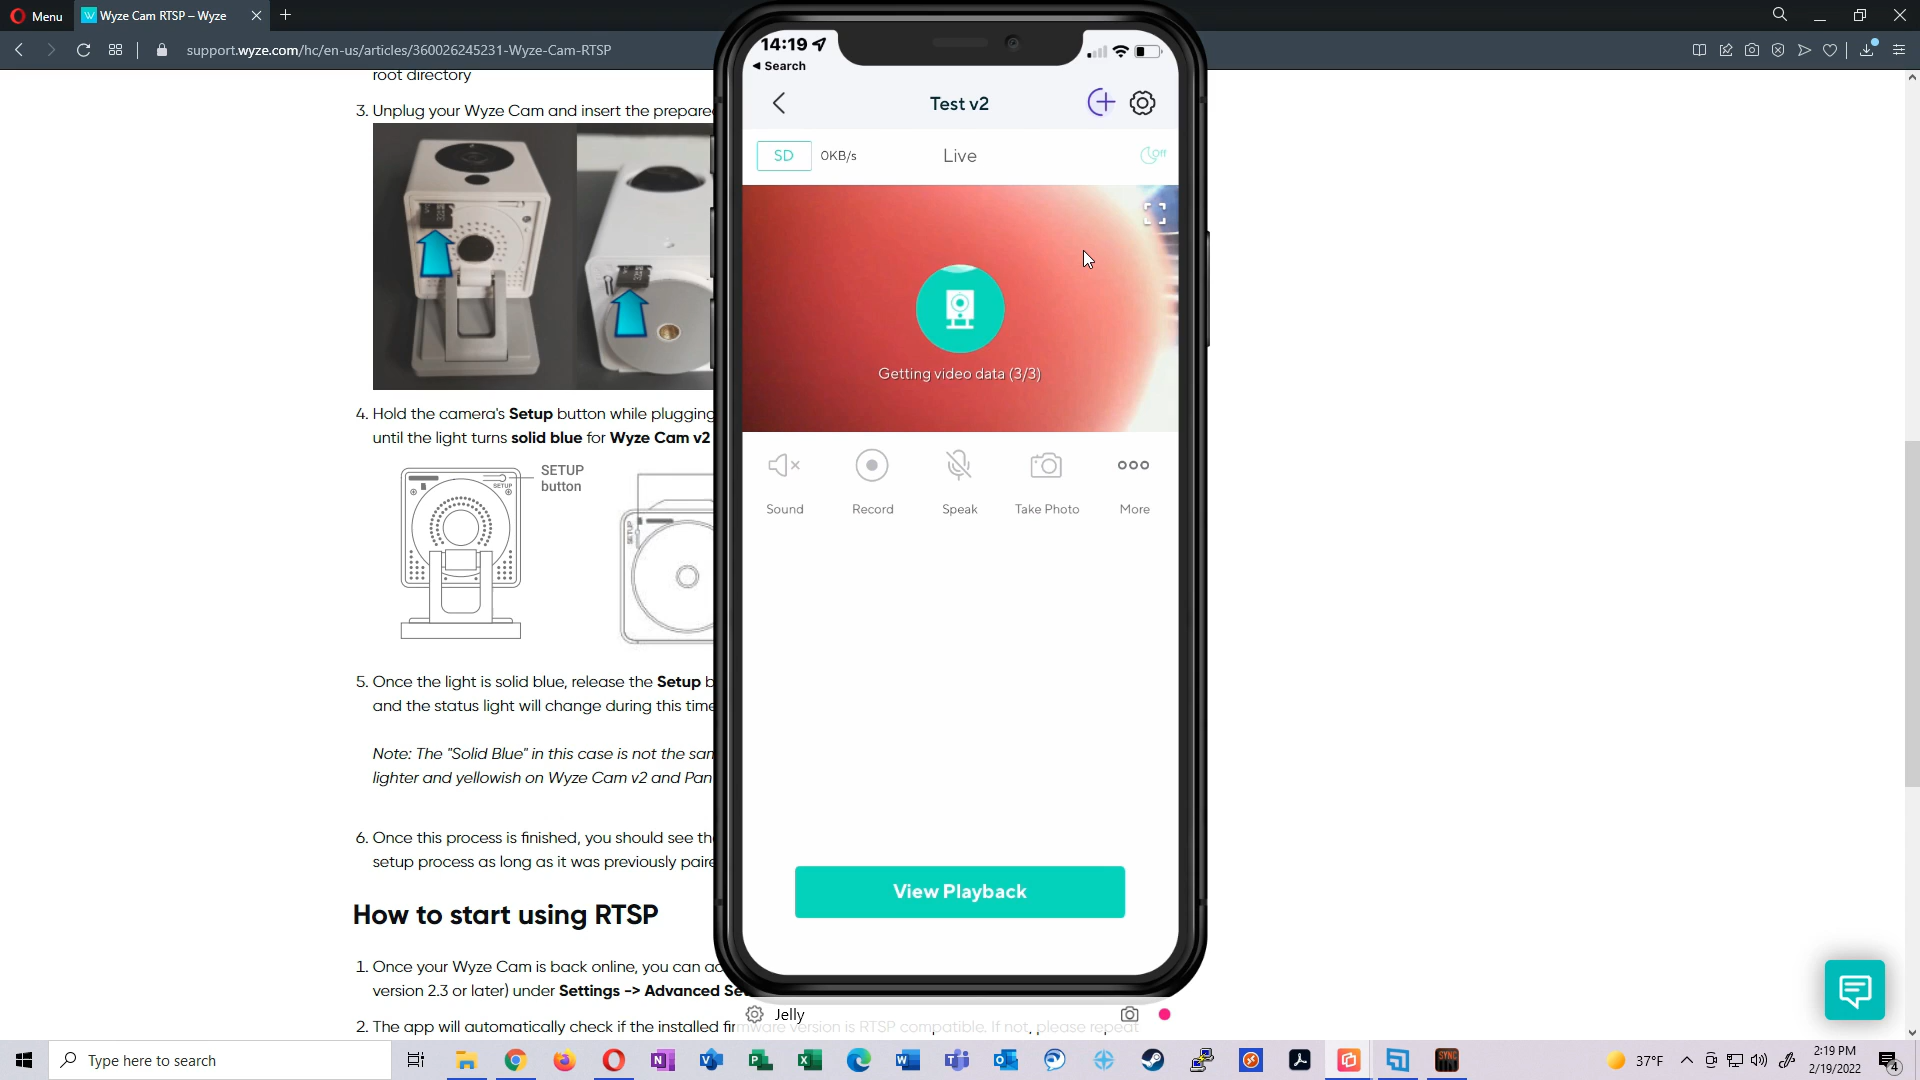 Menu
Wyze Cam RTSP – Wyze
support.wyze.com/hc/en-us/articles/360026245231-Wyze-Cam-RTSP
root directory
3. Unplug your Wyze Cam and insert the prepare
4. Hold the camera's Setup button while plugging
until the light turns solid blue for Wyze Cam v2
SETUP
button
SETUP
SETUP
5. Once the light is solid blue, release the Setup b
and the status light will change during this time
Note: The "Solid Blue" in this case is not the sam
lighter and yellowish on Wyze Cam v2 and Pan
6. Once this process is finished, you should see th
setup process as long as it was previously paire
How to start using RTSP
1. Once your Wyze Cam is back online, you can ac
version 2.3 or later) under Settings -> Advanced Se
2. The app will automatically check if the installed firmware version is RTSP compatible. If not, please repeat
14:19
Search
Test v2
SD
0KB/s
Live
Off
Getting video data (3/3)
Sound
Record
Speak
Take Photo
More
View Playback
Jelly
Type here to search
SYNC
37°F
2:19 PM
2/19/2022
4